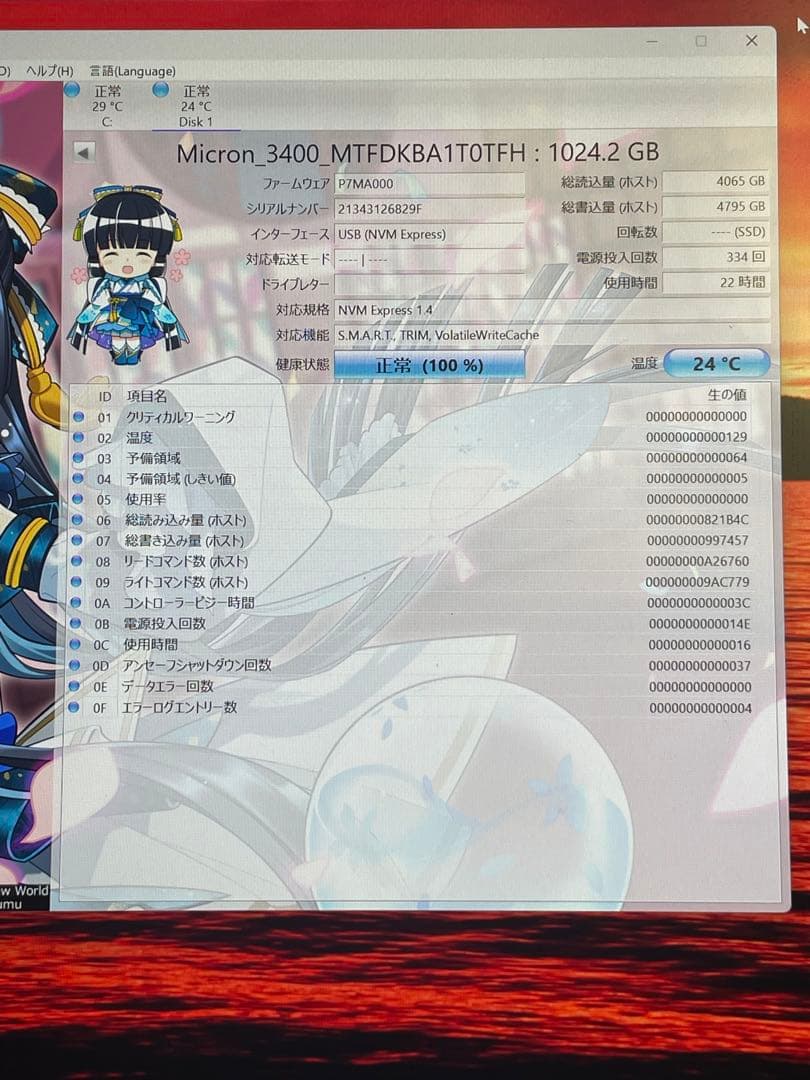 D) ヘルプ(H) 言語(Language)
正常 正常
29 °C 24 °C
C: Disk 1
Micron_3400_MTFDKBA1T0TFH : 1024.2 GB
ファームウェア P7MA000 総読込量 (ホスト) 4065 GB
シリアルナンバー 21343126829F 総書込量 (ホスト) 4795 GB
インターフェース USB (NVM Express) 回転数 ---- (SSD)
対応転送モード ---- | ---- 電源投入回数 334 回
ドライブレター 使用時間 22 時間
対応規格 NVM Express 1.4
対応機能 S.M.A.R.T., TRIM, VolatileWriteCache
健康状態 正常 (100 %) 温度 24 °C
ID 項目名 生の値
01 クリティカルワーニング 00000000000000
02 温度 00000000000129
03 予備領域 00000000000064
04 予備領域 (しきい値) 00000000000005
05 使用率 00000000000000
06 総読み込み量 (ホスト) 00000000821B4C
07 総書き込み量 (ホスト) 00000000997457
08 リードコマンド数 (ホスト) 0000000A26760
09 ライトコマンド数 (ホスト) 000000009AC779
0A コントローラービジー時間 0000000000003C
0B 電源投入回数 0000000000014E
0C 使用時間 00000000000016
0D アンセーフシャットダウン回数 00000000000037
0E データエラー回数 00000000000000
0F エラーログエントリー数 00000000000004
ew World
umu